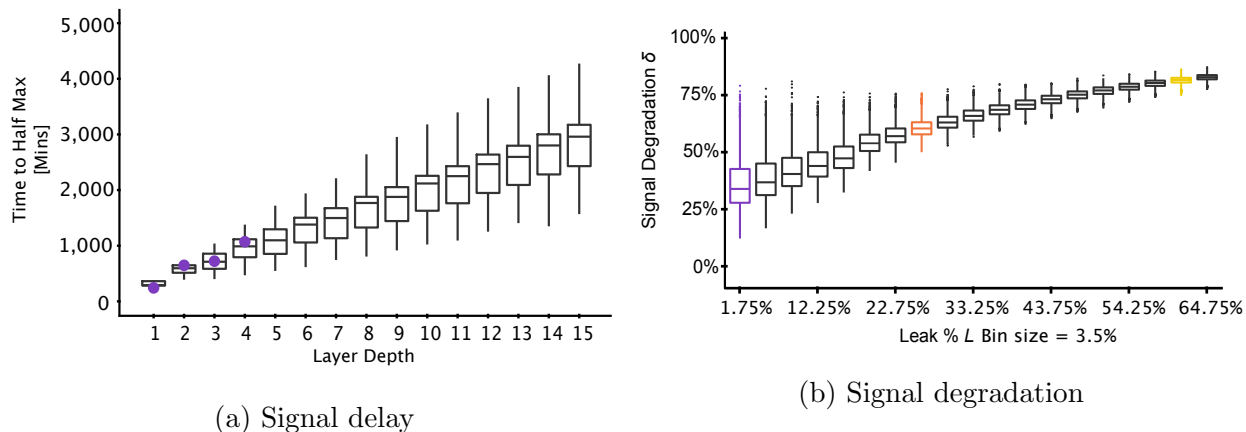 5,000
4,000
3,000
2,000
1,000
0
Time to Half Max
[Mins]
1 2 3 4 5 6 7 8 9 10 11 12 13 14 15
Layer Depth
(a) Signal delay
100%
75%
50%
25%
0%
Signal Degradation δ
1.75% 12.25% 22.75% 33.25% 43.75% 54.25% 64.75%
Leak % L Bin size = 3.5%
(b) Signal degradation